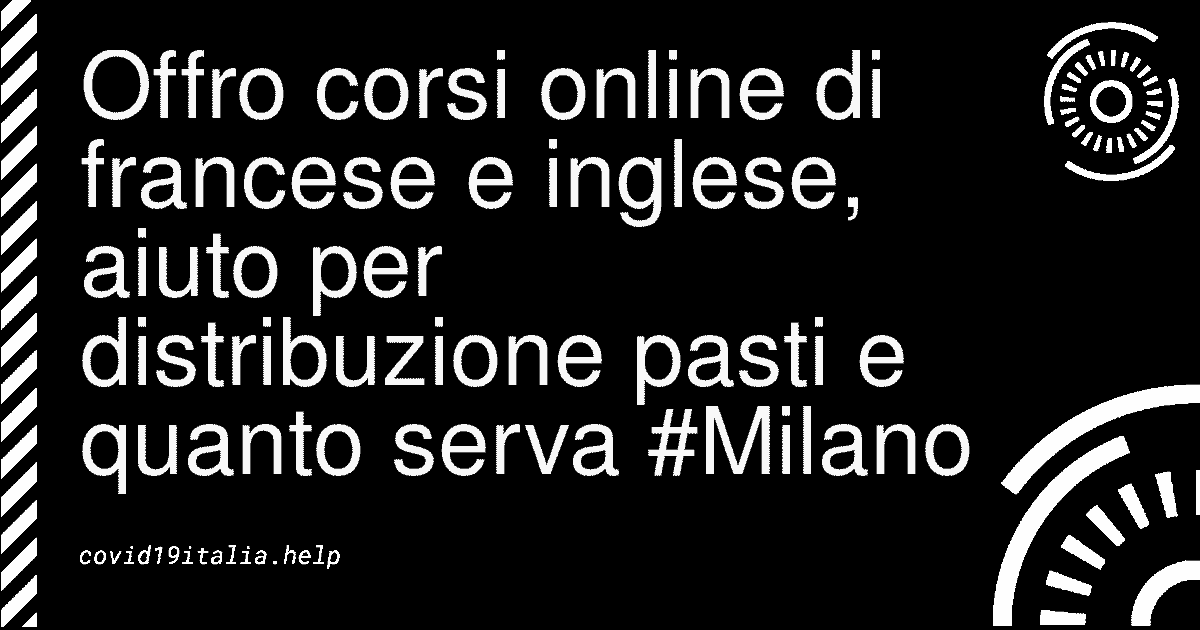 Offro corsi online di
francese e inglese,
aiuto per
distribuzione pasti e
quanto serva #Milano
covid19italia.help